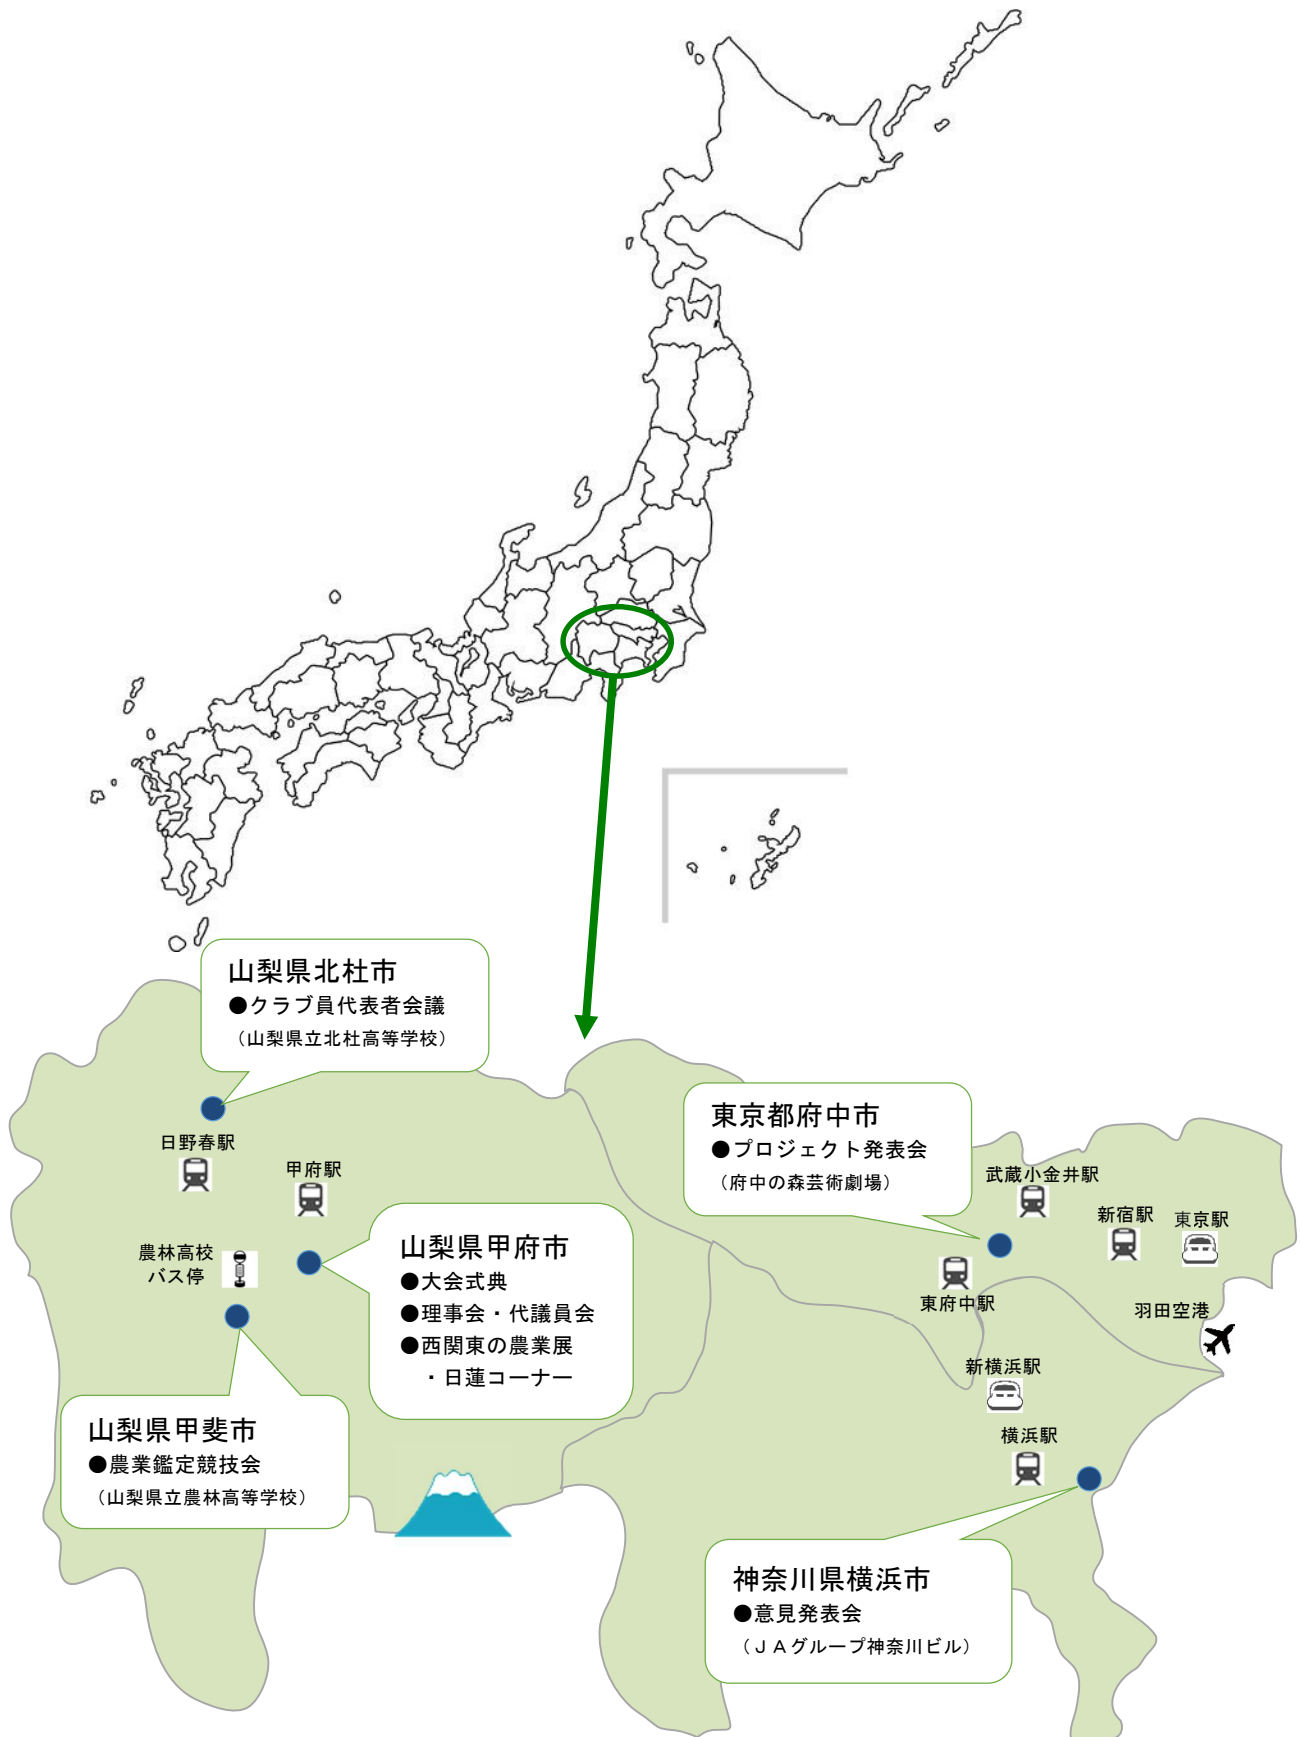 山梨県北杜市
●クラブ員代表者会議
（山梨県立北杜高等学校）
日野春駅
甲府駅
農林高校
バス停
山梨県甲府市
●大会式典
●理事会・代議員会
●西関東の農業展
・日蓮コーナー
山梨県甲斐市
●農業鑑定競技会
（山梨県立農林高等学校）
東京都府中市
●プロジェクト発表会
（府中の森芸術劇場）
武蔵小金井駅
新宿駅
東京駅
東府中駅
羽田空港
新横浜駅
横浜駅
神奈川県横浜市
●意見発表会
（ＪＡグループ神奈川ビル）